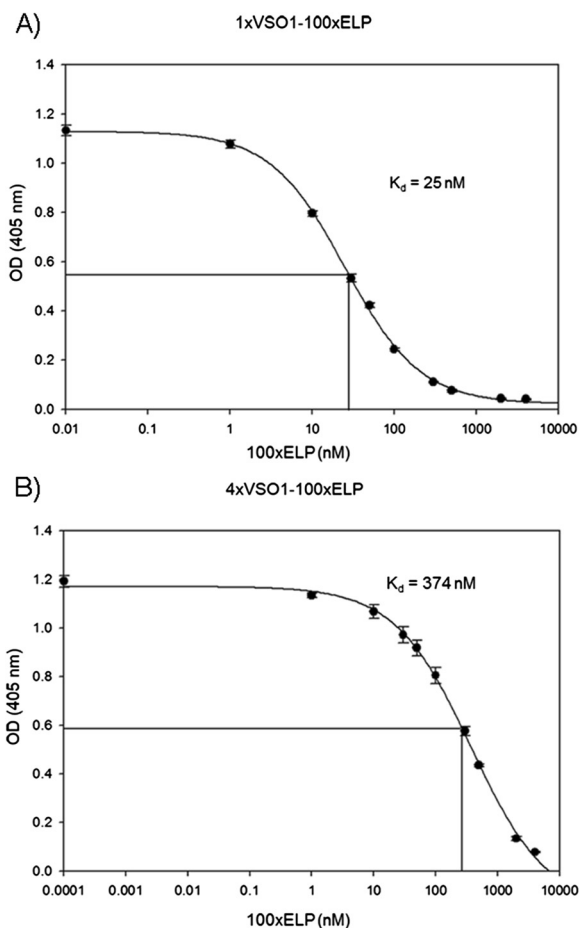 A)
1xVSO1-100xELP
1.4
1.2
1.0
0.8
0.6
0.4
0.2
0.0
OD (405 nm)
Kd = 25 nM
0.01 0.1 1 10 100 1000 10000
100xELP (nM)
B)
4xVSO1-100xELP
1.4
1.2
1.0
0.8
0.6
0.4
0.2
0.0
OD (405 nm)
Kd = 374 nM
0.0001 0.001 0.01 0.1 1 10 100 1000 10000
100xELP (nM)